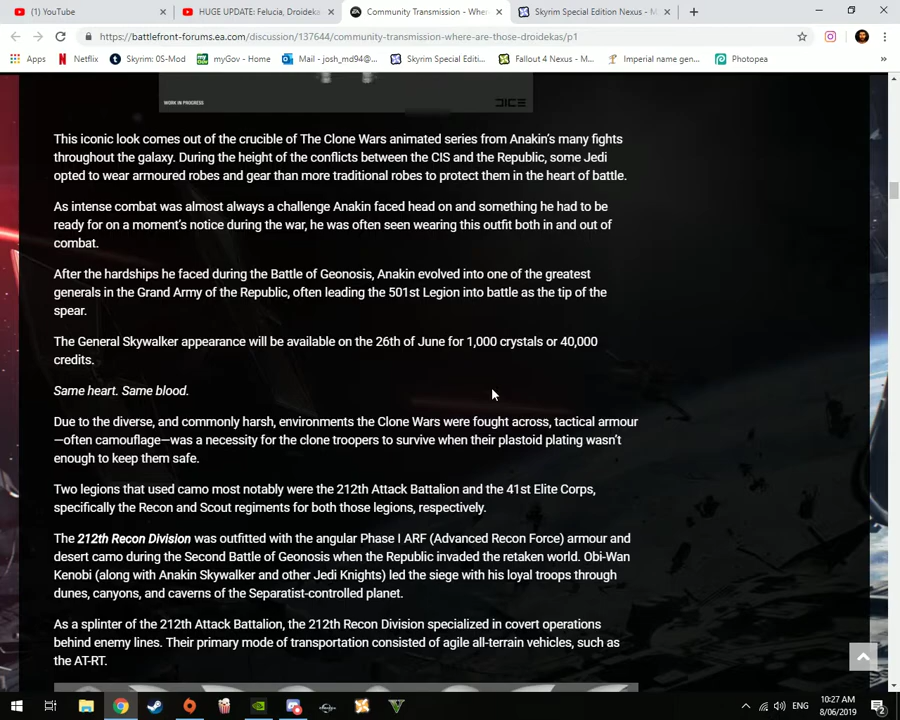 (1) YouTube
HUGE UPDATE: Felucia, Droideka
Community Transmission - Wher
Skyrim Special Edition Nexus - M
https://battlefront-forums.ea.com/discussion/137644/community-transmission-where-are-those-droidekas/p1
Apps Netflix Skyrim: 0S-Mod myGov - Home Mail - josh_md94@... Skyrim Special Editi... Fallout 4 Nexus - M... Imperial name gen... Photopea
WORK IN PROGRESS
DICE
This iconic look comes out of the crucible of The Clone Wars animated series from Anakin's many fights
throughout the galaxy. During the height of the conflicts between the CIS and the Republic, some Jedi
opted to wear armoured robes and gear than more traditional robes to protect them in the heart of battle.
As intense combat was almost always a challenge Anakin faced head on and something he had to be
ready for on a moment's notice during the war, he was often seen wearing this outfit both in and out of
combat.
After the hardships he faced during the Battle of Geonosis, Anakin evolved into one of the greatest
generals in the Grand Army of the Republic, often leading the 501st Legion into battle as the tip of the
spear.
The General Skywalker appearance will be available on the 26th of June for 1,000 crystals or 40,000
credits.
Same heart. Same blood.
Due to the diverse, and commonly harsh, environments the Clone Wars were fought across, tactical armour
—often camouflage—was a necessity for the clone troopers to survive when their plastoid plating wasn't
enough to keep them safe.
Two legions that used camo most notably were the 212th Attack Battalion and the 41st Elite Corps,
specifically the Recon and Scout regiments for both those legions, respectively.
The 212th Recon Division was outfitted with the angular Phase I ARF (Advanced Recon Force) armour and
desert camo during the Second Battle of Geonosis when the Republic invaded the retaken world. Obi-Wan
Kenobi (along with Anakin Skywalker and other Jedi Knights) led the siege with his loyal troops through
dunes, canyons, and caverns of the Separatist-controlled planet.
As a splinter of the 212th Attack Battalion, the 212th Recon Division specialized in covert operations
behind enemy lines. Their primary mode of transportation consisted of agile all-terrain vehicles, such as
the AT-RT.
ENG
10:27 AM
8/06/2019
2